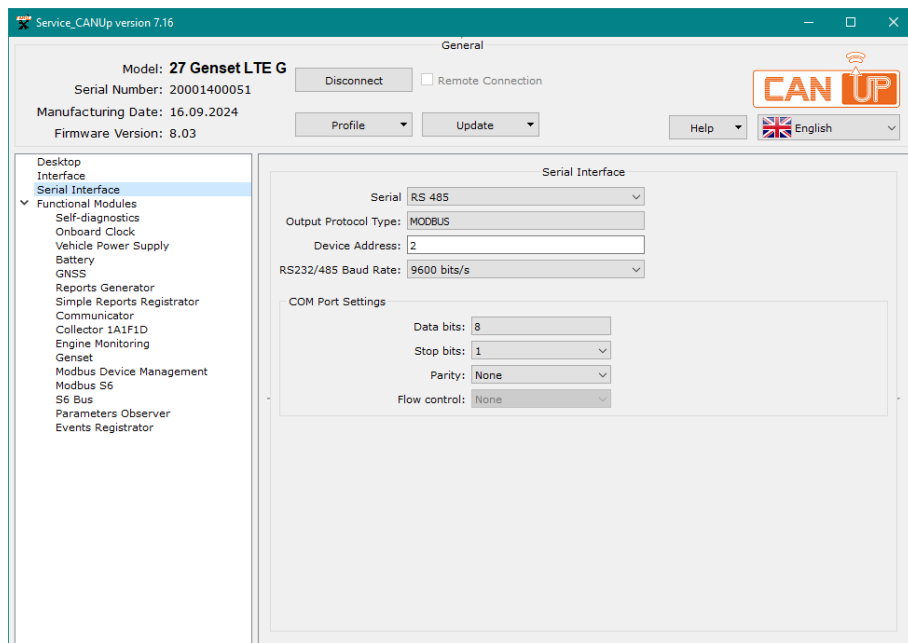 Service_CANUp version 7.16
General
Model: 27 Genset LTE G
Serial Number: 20001400051
Manufacturing Date: 16.09.2024
Firmware Version: 8.03
Disconnect
Remote Connection
Profile
Update
Help
English
CAN UP
Desktop
Interface
Serial Interface
Functional Modules
Self-diagnostics
Onboard Clock
Vehicle Power Supply
Battery
GNSS
Reports Generator
Simple Reports Registrator
Communicator
Collector 1A1F1D
Engine Monitoring
Genset
Modbus Device Management
Modbus S6
S6 Bus
Parameters Observer
Events Registrator
Serial Interface
Serial RS 485
Output Protocol Type: MODBUS
Device Address: 2
RS232/485 Baud Rate: 9600 bits/s
COM Port Settings
Data bits: 8
Stop bits: 1
Parity: None
Flow control: None